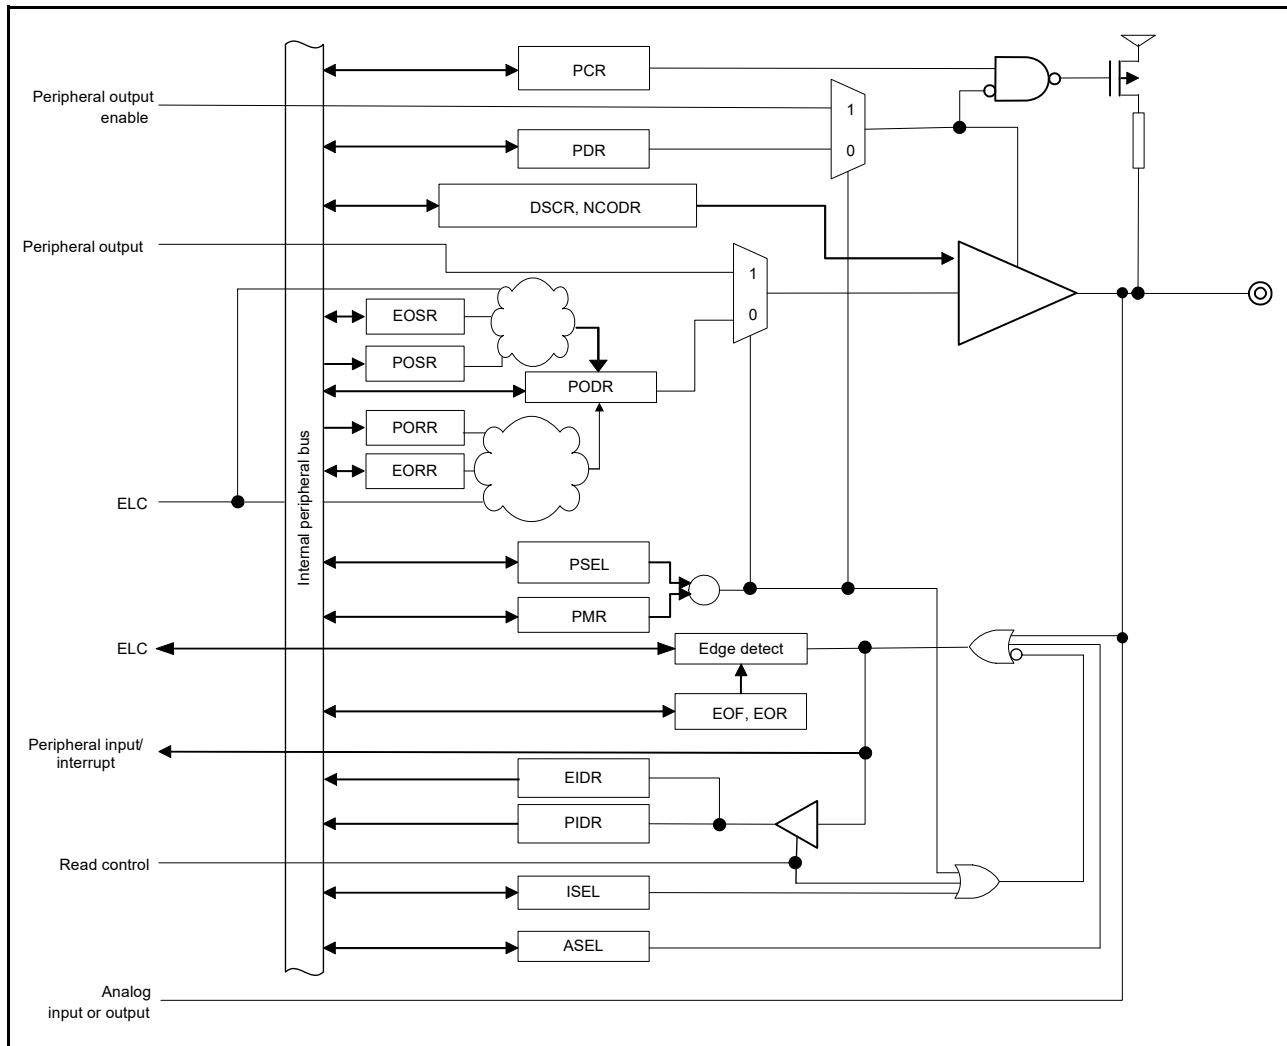 PCR
Peripheral output
enable
1
0
PDR
DSCR, NCODR
Peripheral output
1
0
EOSR
POSR
PODR
PORR
EORR
Internal peripheral bus
ELC
PSEL
PMR
ELC
Edge detect
EOF, EOR
Peripheral input/
interrupt
EIDR
PIDR
Read control
ISEL
ASEL
Analog
input or output